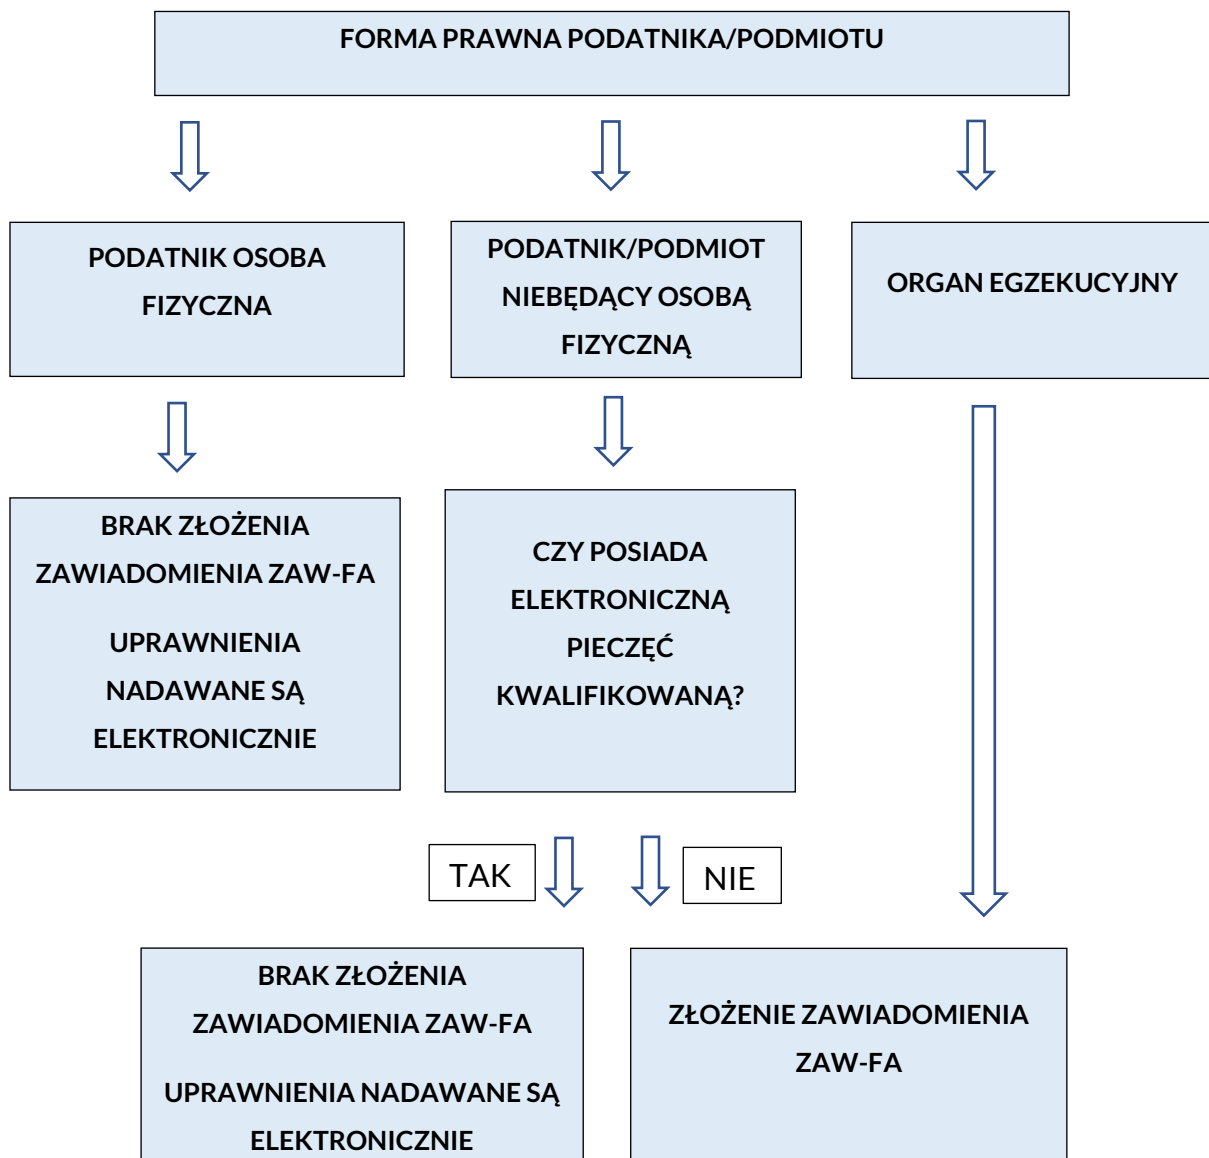 FORMA PRAWNA PODATNIKA/PODMIOTU
PODATNIK OSOBA
FIZYCZNA
PODATNIK/PODMIOT
NIEBĘDĄCY OSOBĄ
FIZYCZNĄ
ORGAN EGZEKUCYJNY
BRAK ZŁOŻENIA
ZAWIADOMIENIA ZAW-FA
UPRAWNIENIA
NADAWANE SĄ
ELEKTRONICZNIE
CZY POSIADA
ELEKTRONICZNĄ
PIECZĘĆ
KWALIFIKOWANĄ?
TAK
NIE
BRAK ZŁOŻENIA
ZAWIADOMIENIA ZAW-FA
UPRAWNIENIA NADAWANE SĄ
ELEKTRONICZNIE
ZŁOŻENIE ZAWIADOMIENIA
ZAW-FA